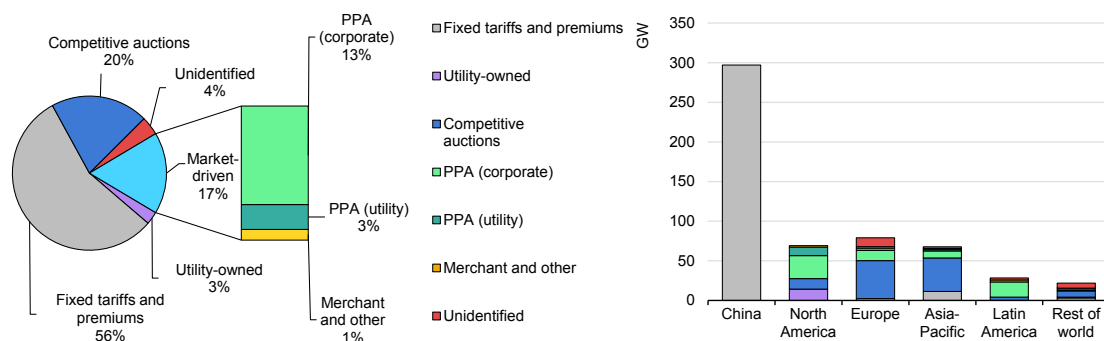 Competitive auctions
20%
Unidentified
4%
Market-
driven
17%
Utility-owned
3%
Fixed tariffs and
premiums
56%
PPA
(corporate)
13%
PPA (utility)
3%
Merchant
and other
1%
Fixed tariffs and premiums
Utility-owned
Competitive
auctions
PPA (corporate)
PPA (utility)
Merchant and other
Unidentified
GW
350
300
250
200
150
100
50
0
China
North
America
Europe
Asia-
Pacific
Latin
America
Rest of
world